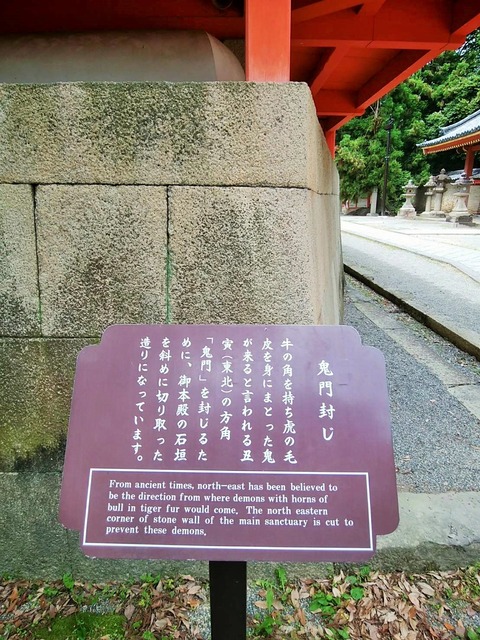 鬼門封じ
牛の角を持ち虎の毛
皮を身にまとった鬼
が来ると言われる丑
寅（東北）の方角
「鬼門」を封じるた
めに、御本殿の石垣
を斜めに切り取った
造りになっています。
From ancient times, north-east has been believed to
be the direction from where demons with horns of
bull in tiger fur would come. The north eastern
corner of stone wall of the main sanctuary is cut to
prevent these demons.